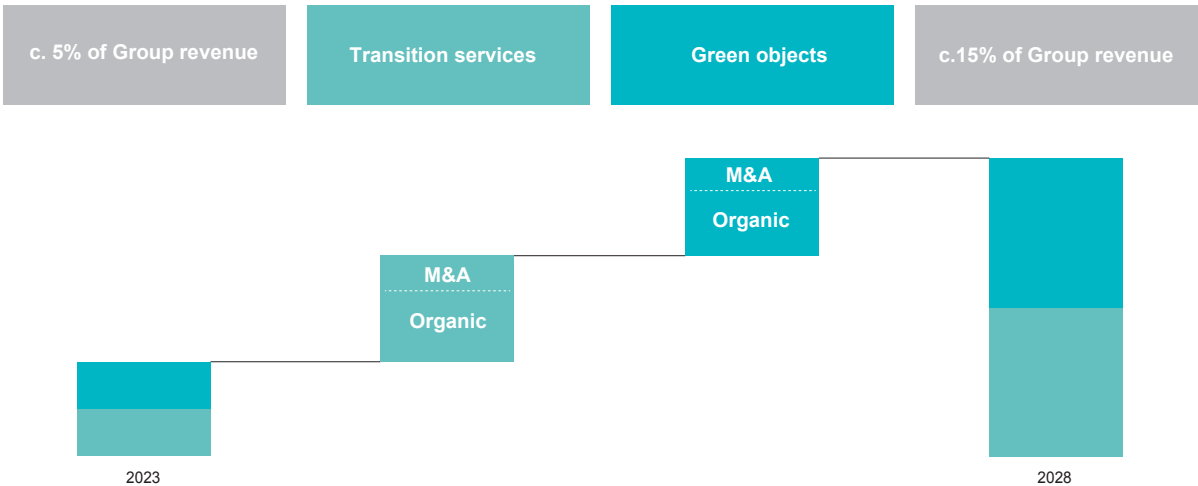 c. 5% of Group revenue
Transition services
Green objects
c.15% of Group revenue
M&A
Organic
M&A
Organic
2023
2028